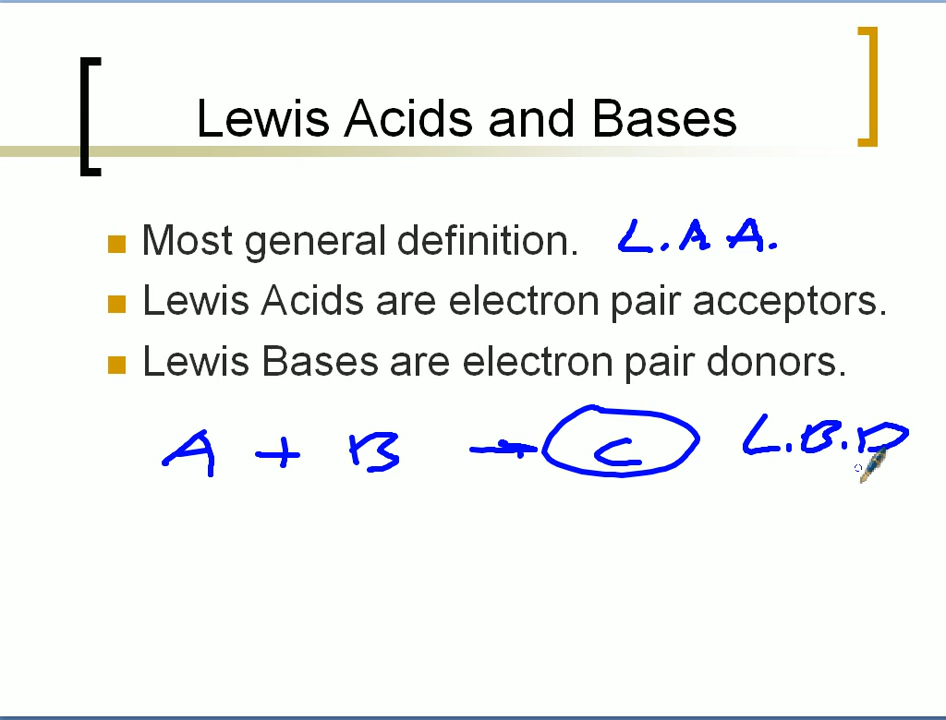 Lewis Acids and Bases
Most general definition. L.A A.
Lewis Acids are electron pair acceptors.
Lewis Bases are electron pair donors.
A + B → C L.B.D